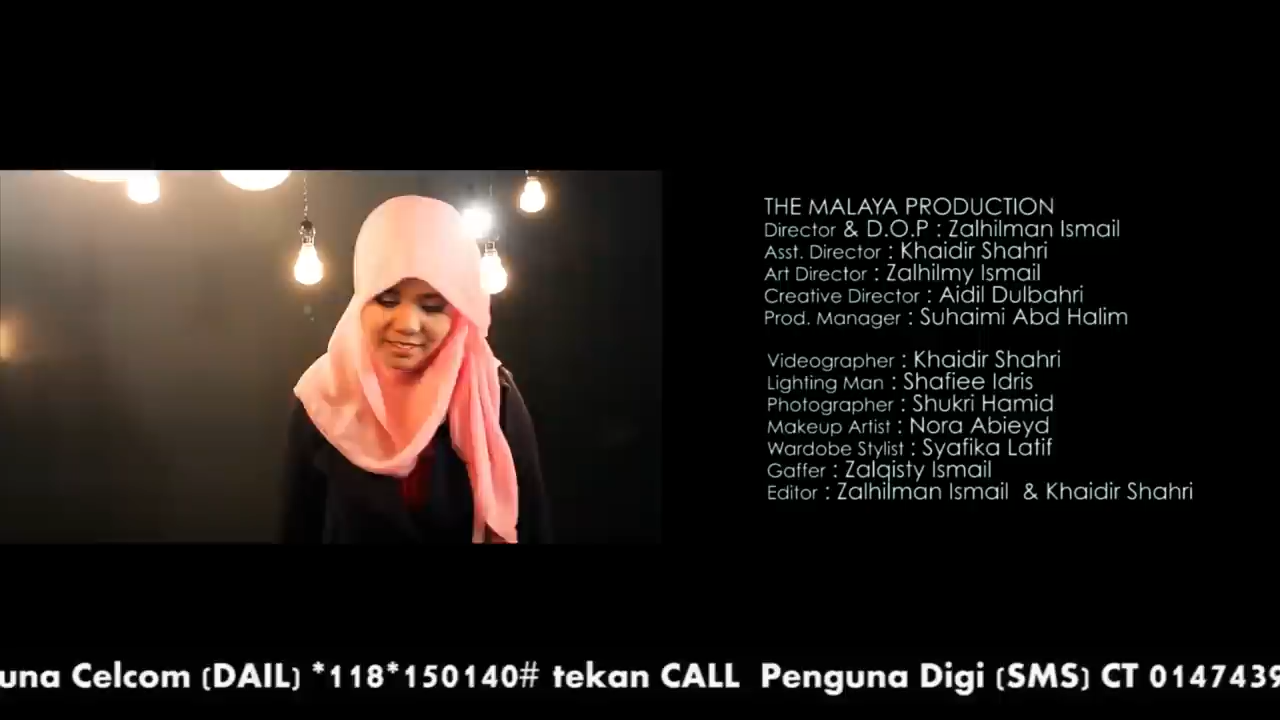 THE MALAYA PRODUCTION
Director & D.O.P : Zalhilman Ismail
Asst. Director : Khaidir Shahri
Art Director : Zalhilmy Ismail
Creative Director : Aidil Dulbahri
Prod. Manager : Suhaimi Abd Halim
Videographer : Khaidir Shahri
Lighting Man : Shafiee Idris
Photographer : Shukri Hamid
Makeup Artist : Nora Abieyd
Wardobe Stylist : Syafika Latif
Gaffer : Zalqisty Ismail
Editor : Zalhilman Ismail & Khaidir Shahri
una Celcom (DAIL) *118*150140# tekan CALL Penguna Digi (SMS) CT 0147439